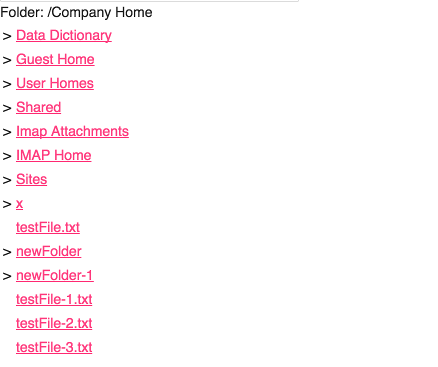 Folder: /Company Home
> Data Dictionary
> Guest Home
> User Homes
> Shared
> Imap Attachments
> IMAP Home
> Sites
> x
testFile.txt
> newFolder
> newFolder-1
testFile-1.txt
testFile-2.txt
testFile-3.txt